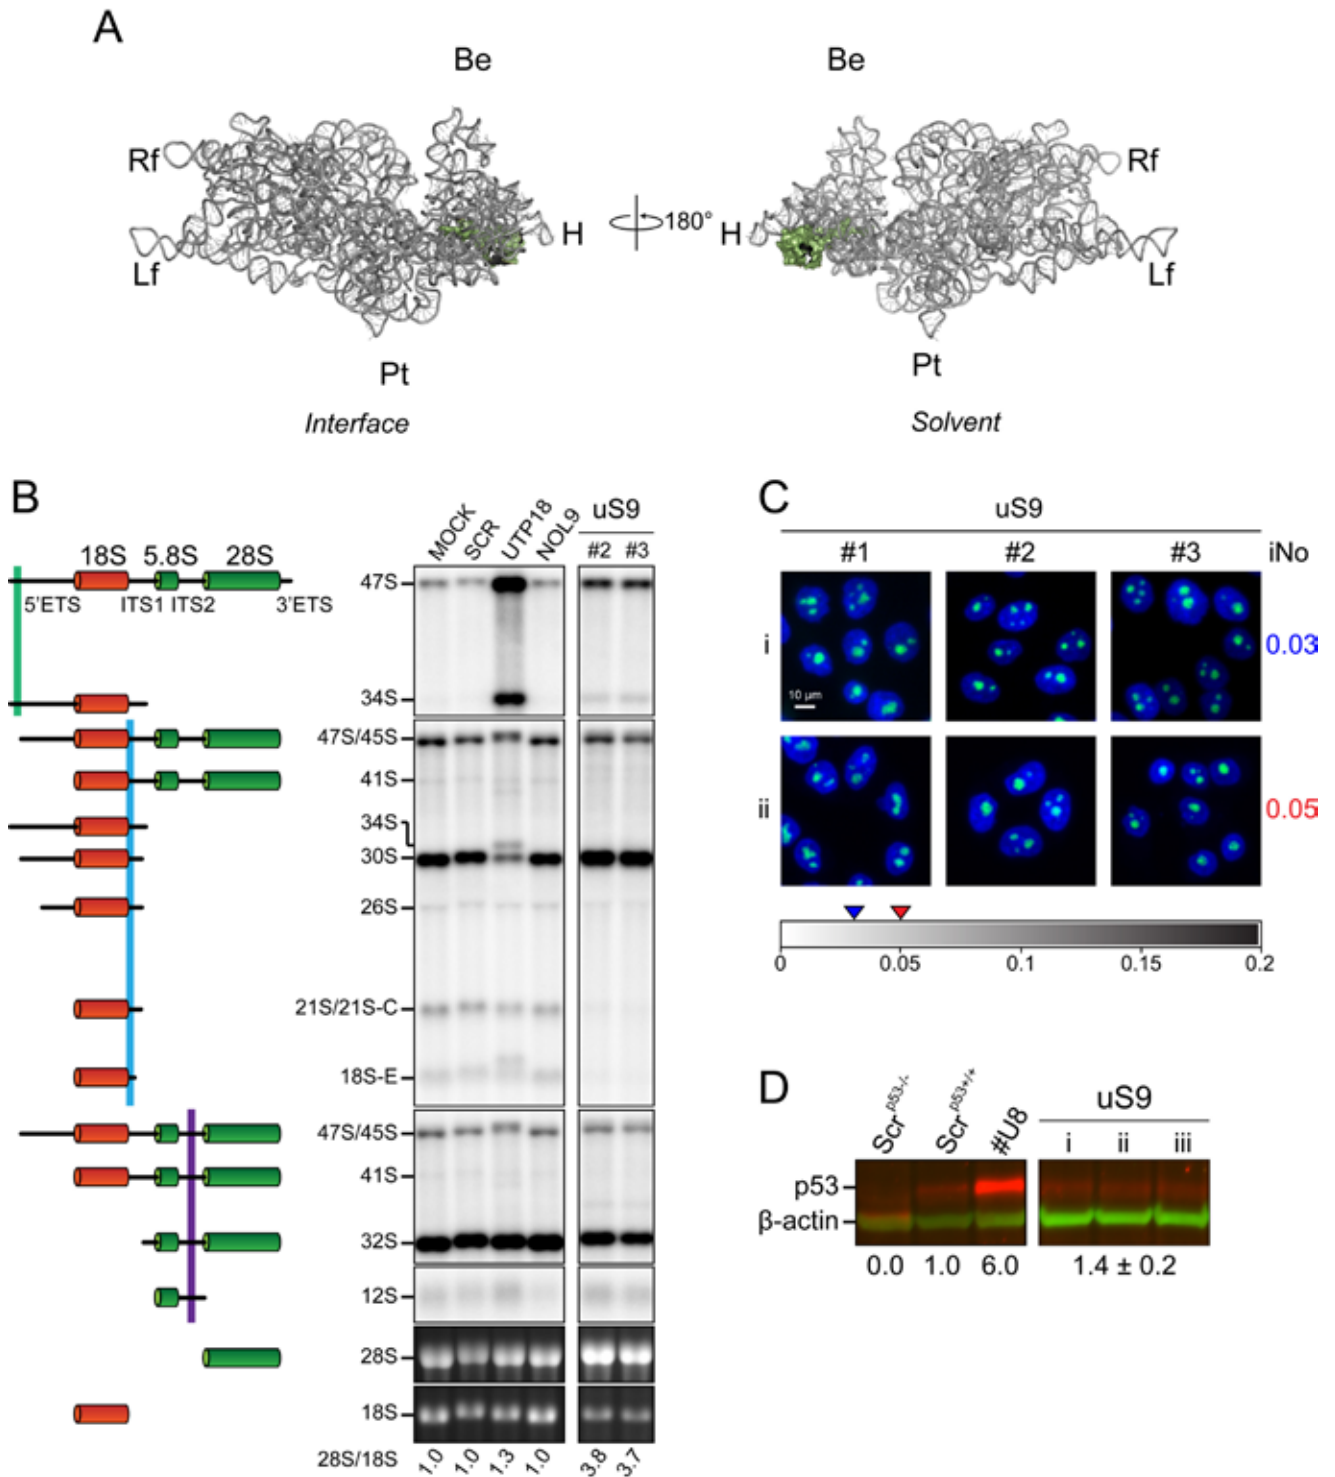 A
Be
Be
Rf
Rf
H
180°
H
Lf
Lf
Pt
Pt
Interface
Solvent
B
MOCK
SCR
UTP18
NOL9
uS9
#2
#3
18S
5.8S
28S
5'ETS
ITS1
ITS2
3'ETS
47S
34S
47S/45S
41S
34S
30S
26S
21S/21S-C
18S-E
47S/45S
41S
32S
12S
28S
18S
28S/18S
1.0
1.0
1.3
1.0
3.8
3.7
C
uS9
#1
#2
#3
iNo
i
10 µm
0.03
ii
0.05
0
0.05
0.1
0.15
0.2
D
Scr p53-/-
Scr p53+/+
#U8
uS9
i
ii
iii
p53
β-actin
0.0
1.0
6.0
1.4 ± 0.2